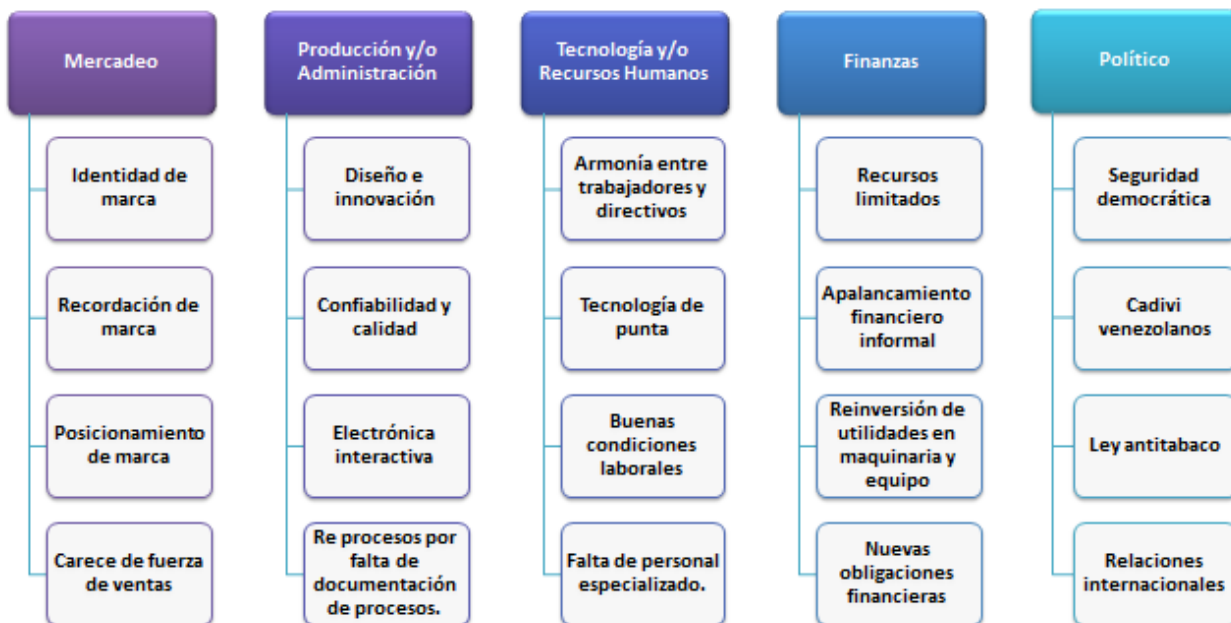 Mercadeo
Identidad de
marca
Recordación de
marca
Posicionamiento
de marca
Carece de fuerza
de ventas
Producción y/o
Administración
Diseño e
innovación
Confiabilidad y
calidad
Electrónica
interactiva
Re procesos por
falta de
documentación
de procesos.
Tecnología y/o
Recursos Humanos
Armonía entre
trabajadores y
directivos
Tecnología de
punta
Buenas
condiciones
laborales
Falta de personal
especializado.
Finanzas
Recursos
limitados
Apalancamiento
financiero
informal
Reinversión de
utilidades en
maquinaria y
equipo
Nuevas
obligaciones
financieras
Político
Seguridad
democrática
Cadivi
venezolanos
Ley antitabaco
Relaciones
internacionales